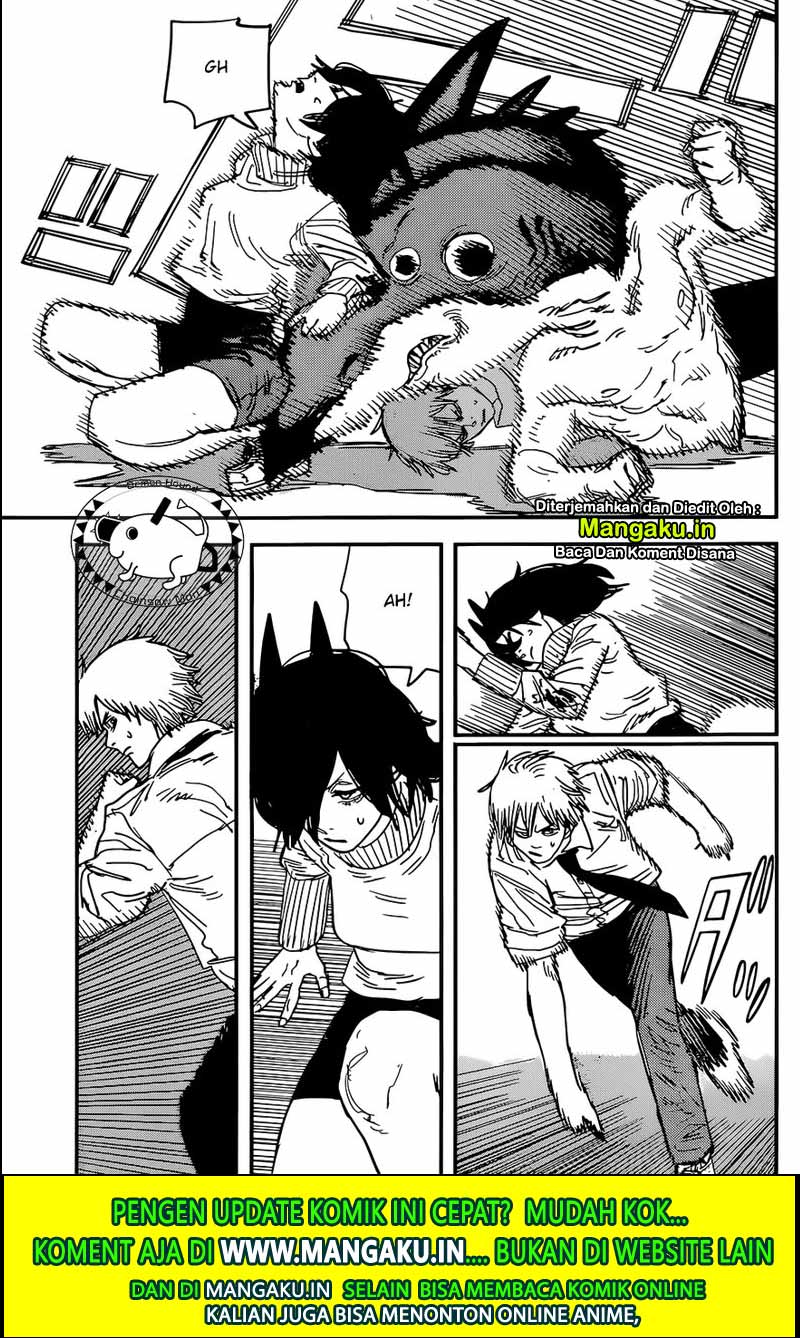 GH
Diterjemahkan dan Diedit Oleh :
Mangaku.in
Baca Dan Koment Disana
Chainsaw Man
AH!
PENGEN UPDATE KOMIK INI CEPAT? MUDAH KOK...
KOMENT AJA DI WWW.MANGAKU.IN.... BUKAN DI WEBSITE LAIN
DAN DI MANGAKU.IN SELAIN BISA MEMBACA KOMIK ONLINE
KALIAN JUGA BISA MENONTON ONLINE ANIME,